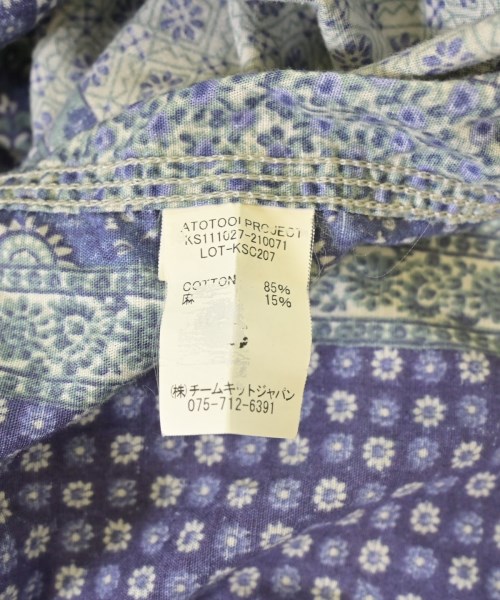 ATOTOOI PROJECT
KS111027-210071
LOT-KSC207
COTTON 85%
麻 15%
㈱チームキットジャパン
075-712-6391